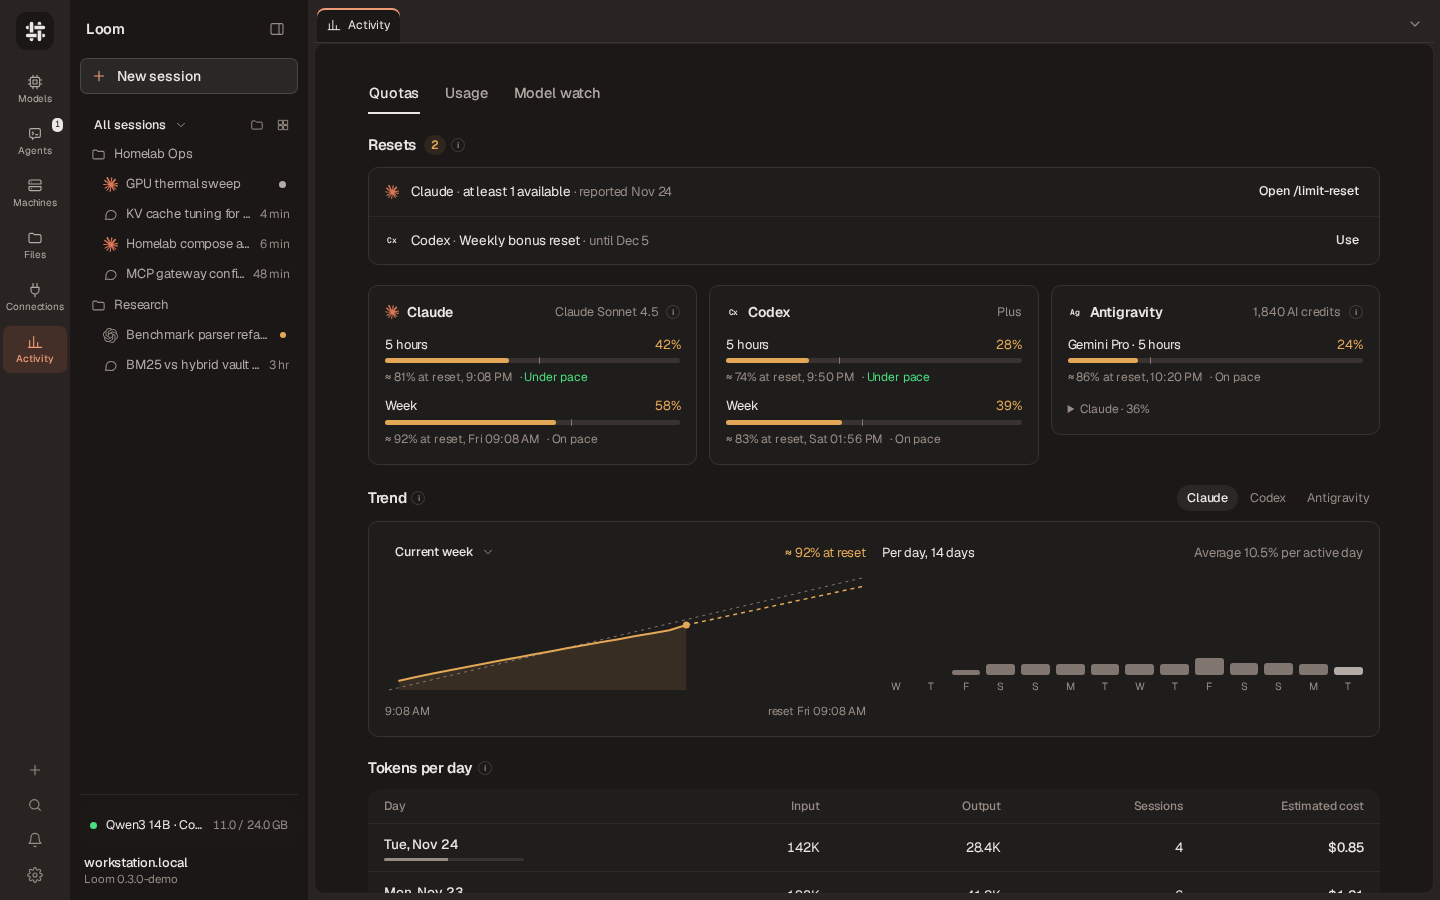 Loom
Activity
New session
Models
1
Agents
Machines
Files
Connections
Activity
All sessions
Homelab Ops
GPU thermal sweep
KV cache tuning for ... 4 min
Homelab compose a... 6 min
MCP gateway confi... 48 min
Research
Benchmark parser refa...
BM25 vs hybrid vault ... 3 hr
Qwen3 14B · Co... 11.0 / 24.0 GB
workstation.local
Loom 0.3.0-demo
Quotas Usage Model watch
Resets 2
Claude · at least 1 available · reported Nov 24 Open /limit-reset
Cx Codex · Weekly bonus reset · until Dec 5 Use
Claude Claude Sonnet 4.5
5 hours 42%
≈ 81% at reset, 9:08 PM · Under pace
Week 58%
≈ 92% at reset, Fri 09:08 AM · On pace
Cx Codex Plus
5 hours 28%
≈ 74% at reset, 9:50 PM · Under pace
Week 39%
≈ 83% at reset, Sat 01:56 PM · On pace
Ag Antigravity 1,840 AI credits
Gemini Pro · 5 hours 24%
≈ 86% at reset, 10:20 PM · On pace
Claude · 36%
Trend Claude Codex Antigravity
Current week ≈ 92% at reset
9:08 AM reset Fri 09:08 AM
Per day, 14 days Average 10.5% per active day
W T F S S M T W T F S S M T
Tokens per day
Day Input Output Sessions Estimated cost
Tue, Nov 24 142K 28.4K 4 $0.85
Mon, Nov 23